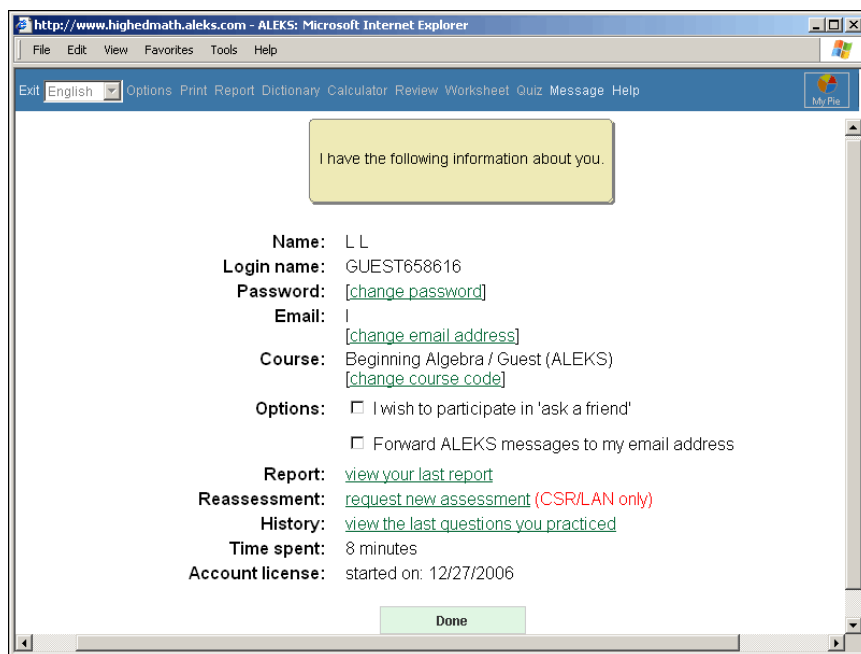 http://www.highedmath.aleks.com - ALEKS: Microsoft Internet Explorer
File Edit View Favorites Tools Help
Exit English Options Print Report Dictionary Calculator Review Worksheet Quiz Message Help
My Pie
I have the following information about you.
Name: L L
Login name: GUEST658616
Password: [change password]
Email: l
[change email address]
Course: Beginning Algebra / Guest (ALEKS)
[change course code]
Options: I wish to participate in 'ask a friend'
Forward ALEKS messages to my email address
Report: view your last report
Reassessment: request new assessment (CSR/LAN only)
History: view the last questions you practiced
Time spent: 8 minutes
Account license: started on: 12/27/2006
Done